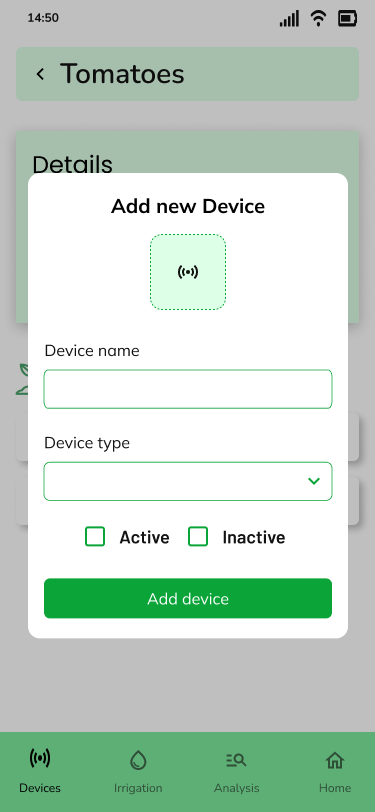 14:50
Tomatoes
Details
Add new Device
Device name
Device type
Active Inactive
Add device
Devices Irrigation Analysis Home